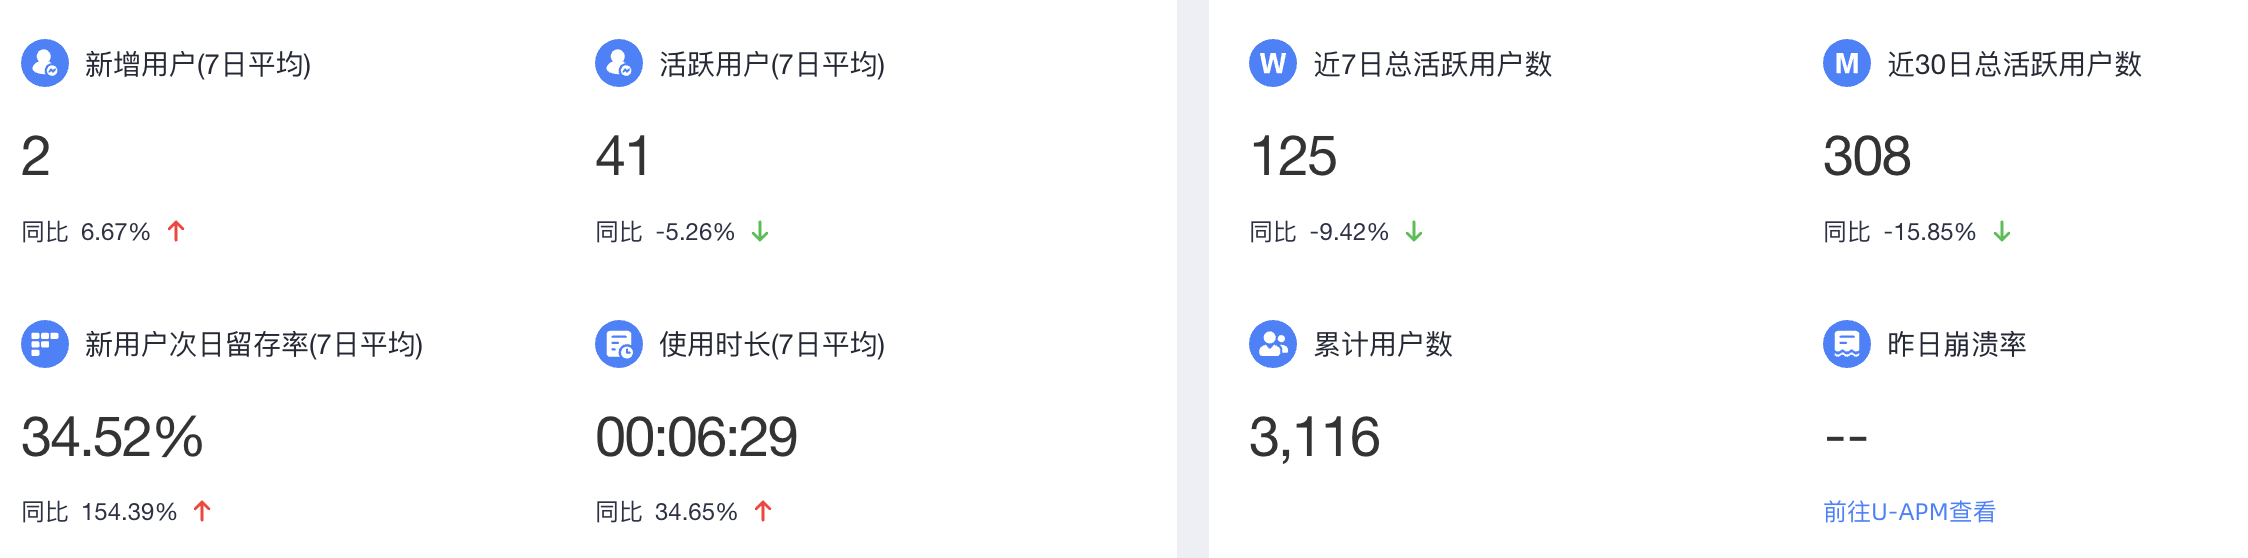 新增用户(7日平均)
活跃用户(7日平均)
2
41
同比 6.67%
同比 -5.26%
新用户次日留存率(7日平均)
使用时长(7日平均)
34.52%
00:06:29
同比 154.39%
同比 34.65%
W 近7日总活跃用户数
M 近30日总活跃用户数
125
308
同比 -9.42%
同比 -15.85%
累计用户数
昨日崩溃率
3,116
--
前往U-APM查看